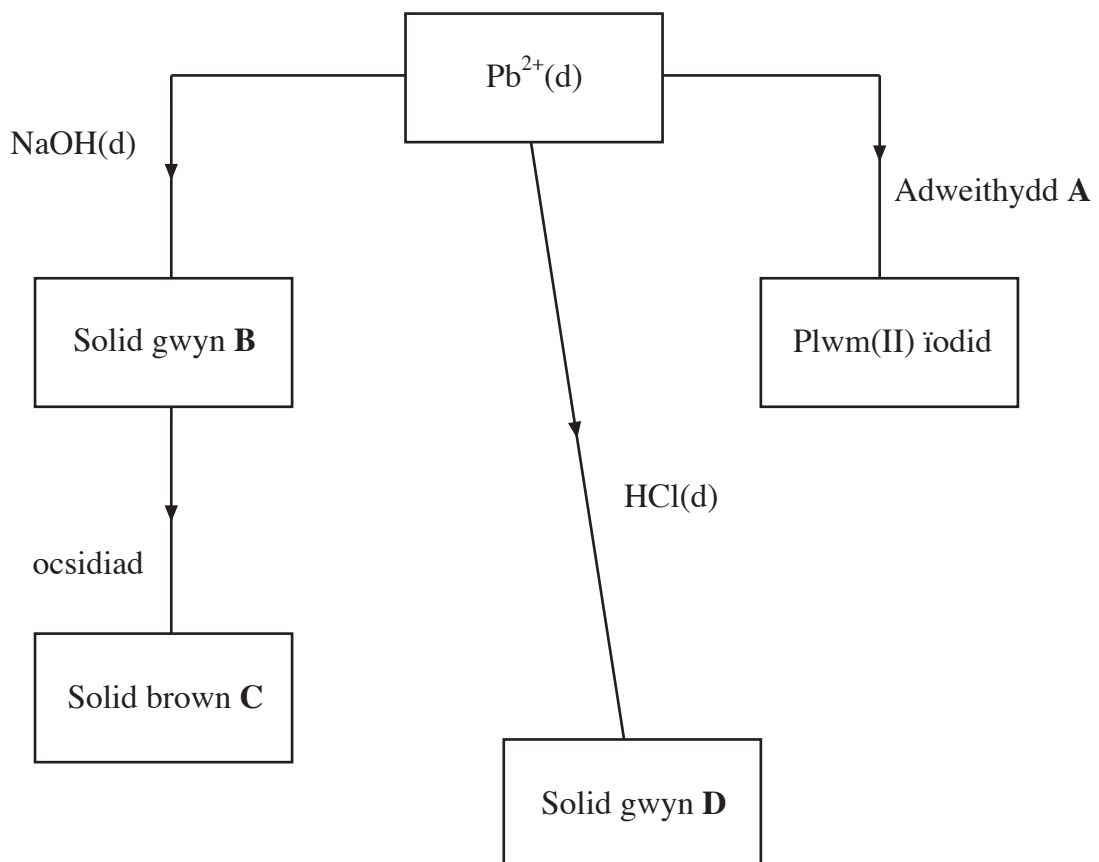 Pb²⁺(d)
NaOH(d)
Adweithydd A
Solid gwyn B
Plwm(II) ïodid
HCl(d)
ocsidiad
Solid brown C
Solid gwyn D